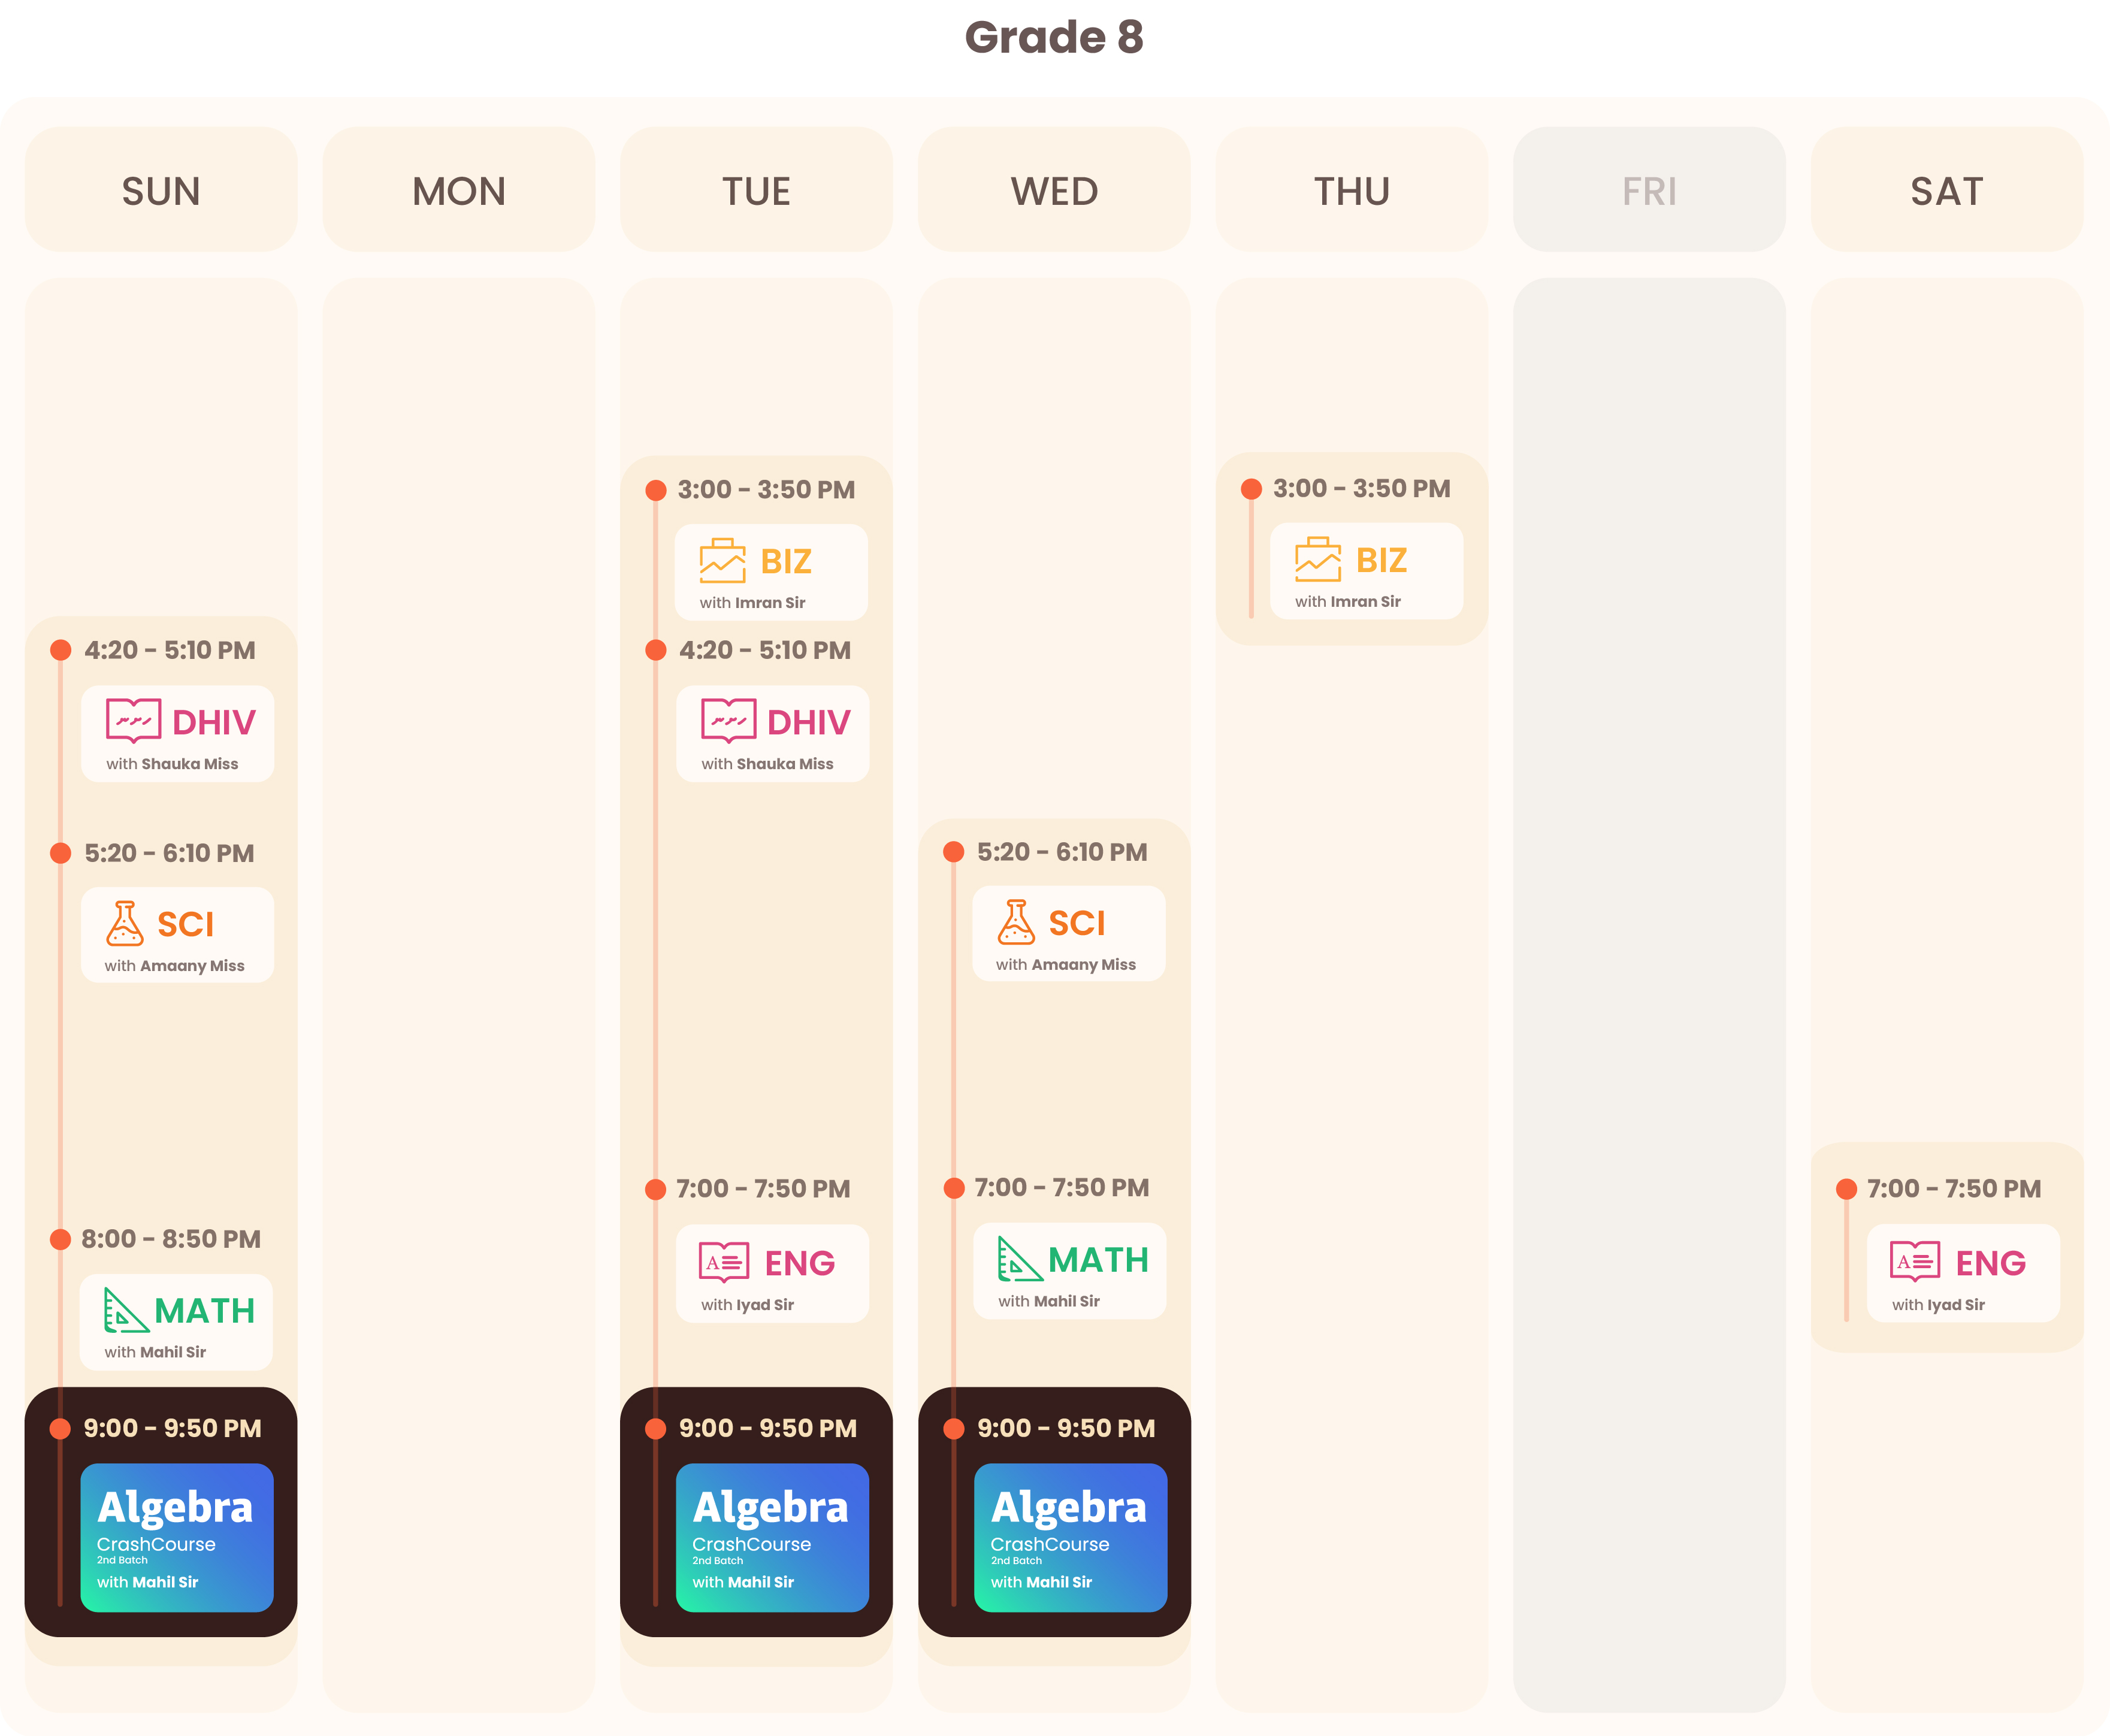 Grade 8
SUN
MON
TUE
WED
THU
FRI
SAT
4:20 - 5:10 PM
DHIV
with Shauka Miss
5:20 - 6:10 PM
SCI
with Amaany Miss
8:00 - 8:50 PM
MATH
with Mahil Sir
9:00 - 9:50 PM
Algebra
CrashCourse
2nd Batch
with Mahil Sir
3:00 - 3:50 PM
BIZ
with Imran Sir
4:20 - 5:10 PM
DHIV
with Shauka Miss
7:00 - 7:50 PM
A
ENG
with Iyad Sir
9:00 - 9:50 PM
Algebra
CrashCourse
2nd Batch
with Mahil Sir
5:20 - 6:10 PM
SCI
with Amaany Miss
7:00 - 7:50 PM
MATH
with Mahil Sir
9:00 - 9:50 PM
Algebra
CrashCourse
2nd Batch
with Mahil Sir
3:00 - 3:50 PM
BIZ
with Imran Sir
7:00 - 7:50 PM
A
ENG
with Iyad Sir